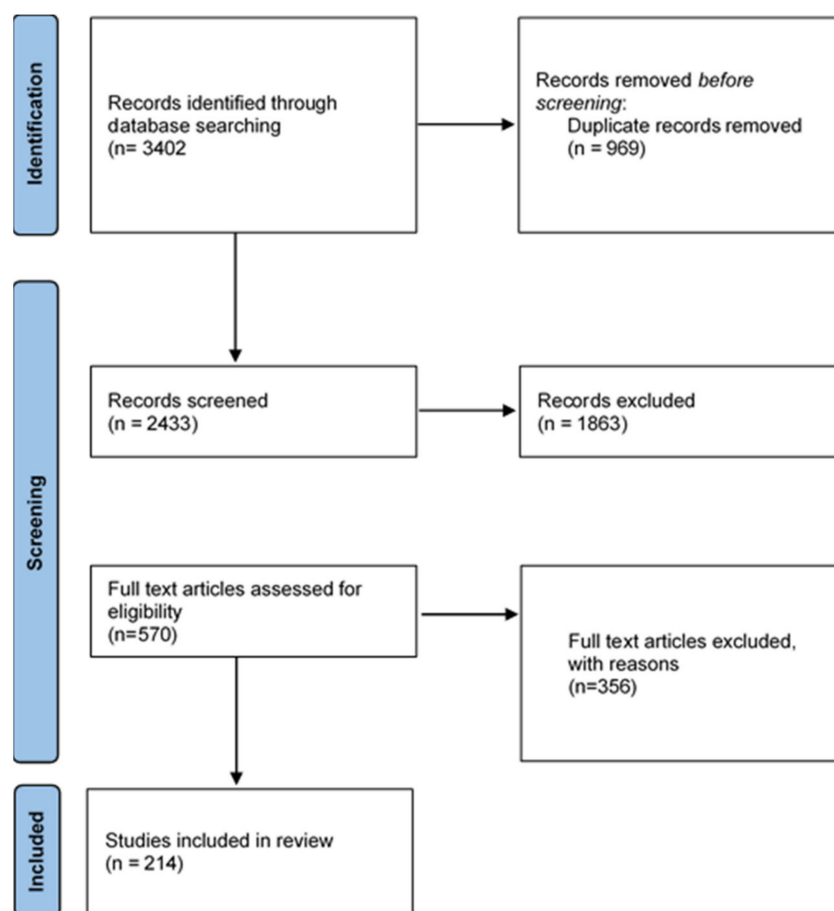 Identification
Records identified through
database searching
(n= 3402
Records removed before
screening:
Duplicate records removed
(n = 969)
Screening
Records screened
(n = 2433)
Records excluded
(n = 1863)
Full text articles assessed for
eligibility
(n=570)
Full text articles excluded,
with reasons
(n=356)
Included
Studies included in review
(n = 214)